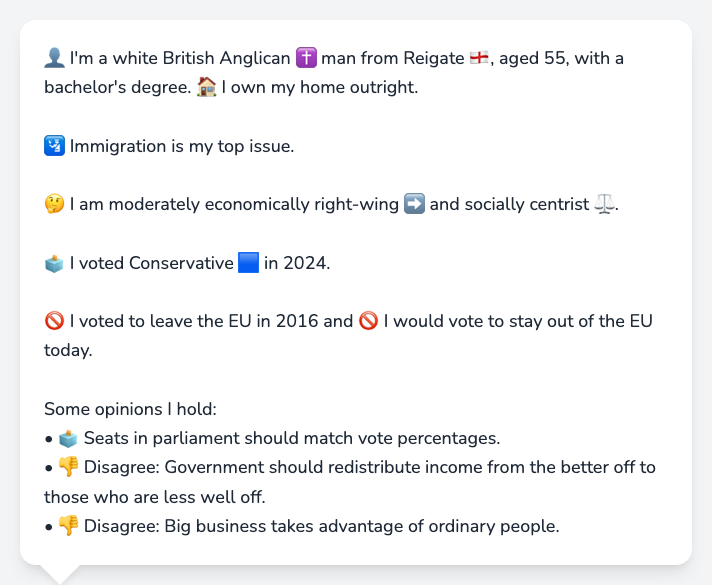 👤 I'm a white British Anglican ✝️ man from Reigate 🏴󠁧󠁢󠁥󠁮󠁧󠁿, aged 55, with a
bachelor's degree. 🏠 I own my home outright.
🛂 Immigration is my top issue.
🤔 I am moderately economically right-wing ➡️ and socially centrist ⚖️.
🗳️ I voted Conservative 🟦 in 2024.
🚫 I voted to leave the EU in 2016 and 🚫 I would vote to stay out of the EU
today.
Some opinions I hold:
• 🗳️ Seats in parliament should match vote percentages.
• 👎 Disagree: Government should redistribute income from the better off to
those who are less well off.
• 👎 Disagree: Big business takes advantage of ordinary people.